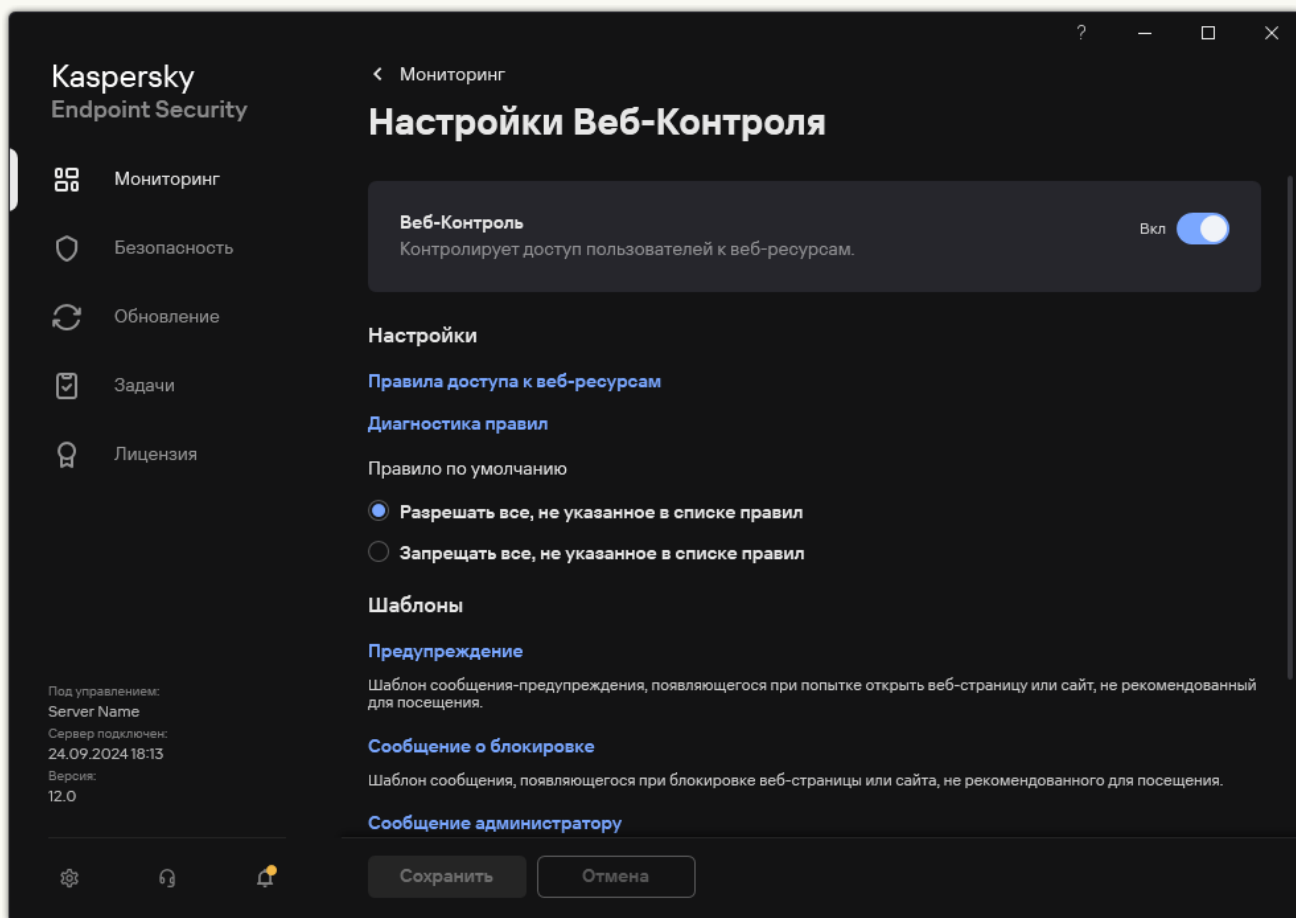 ?
Kaspersky
Endpoint Security
Мониторинг
Безопасность
Обновление
Задачи
Лицензия
Под управлением:
Server Name
Сервер подключен:
24.09.2024 18:13
Версия:
12.0
Мониторинг
Настройки Веб-Контроля
Веб-Контроль
Контролирует доступ пользователей к веб-ресурсам.
Вкл
Настройки
Правила доступа к веб-ресурсам
Диагностика правил
Правило по умолчанию
Разрешать все, не указанное в списке правил
Запрещать все, не указанное в списке правил
Шаблоны
Предупреждение
Шаблон сообщения-предупреждения, появляющегося при попытке открыть веб-страницу или сайт, не рекомендованный
для посещения.
Сообщение о блокировке
Шаблон сообщения, появляющегося при блокировке веб-страницы или сайта, не рекомендованного для посещения.
Сообщение администратору
Сохранить
Отмена